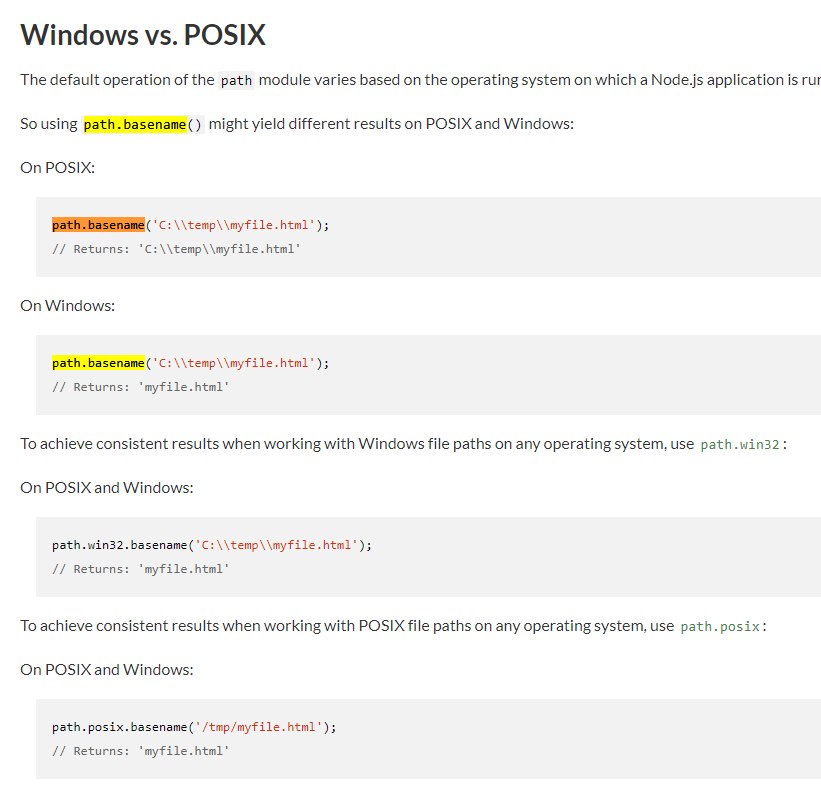 Windows vs. POSIX
The default operation of the path module varies based on the operating system on which a Node.js application is
So using path.basename() might yield different results on POSIX and Windows:
On POSIX:
path.basename('C:\\temp\\myfile.html');
// Returns: 'C:\\temp\\myfile.html'
On Windows:
path.basename('C:\\temp\\myfile.html');
// Returns: 'myfile.html'
To achieve consistent results when working with Windows file paths on any operating system, use path.win32:
On POSIX and Windows:
path.win32.basename('C:\\temp\\myfile.html');
// Returns: 'myfile.html'
To achieve consistent results when working with POSIX file paths on any operating system, use path.posix:
On POSIX and Windows:
path.posix.basename('/tmp/myfile.html');
// Returns: 'myfile.html'